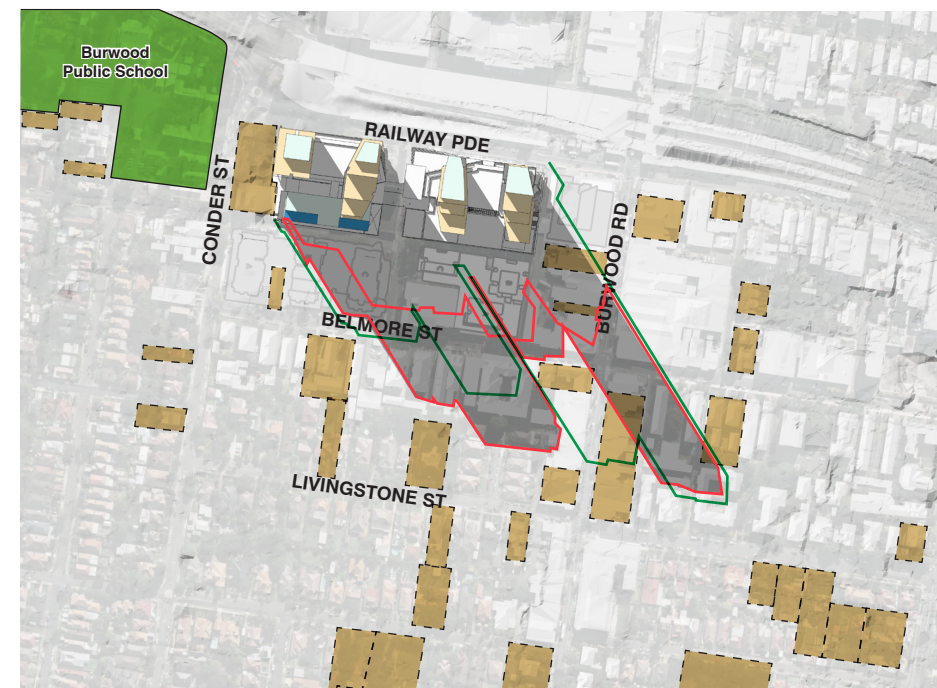 Burwood
Public School
RAILWAY PDE
CONDER ST
BURWOOD RD
BELMORE ST
LIVINGSTONE ST